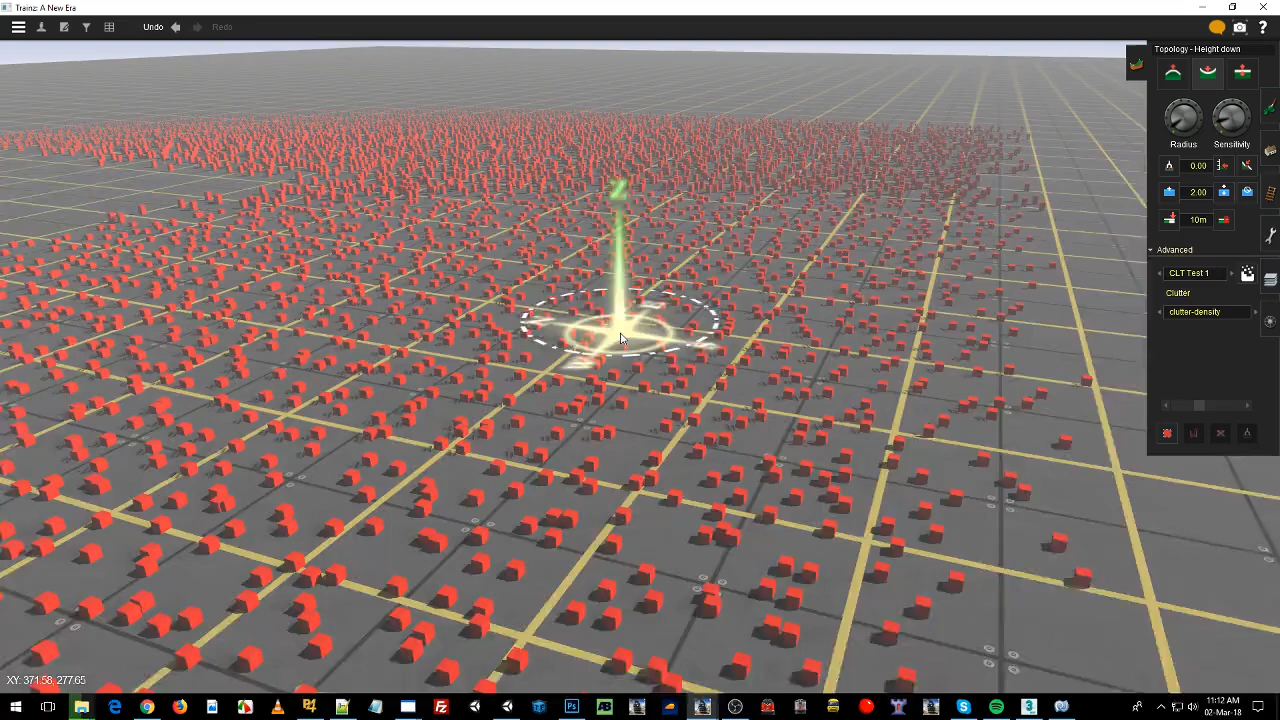 Trainz: A New Era
Undo
Redo
Topology - Height down
Radius
Sensitivity
0.00
2.00
10m
Advanced
CLT Test 1
Clutter
clutter-density
XY: 371.58, 277.65
11:12 AM
02-Mar-18